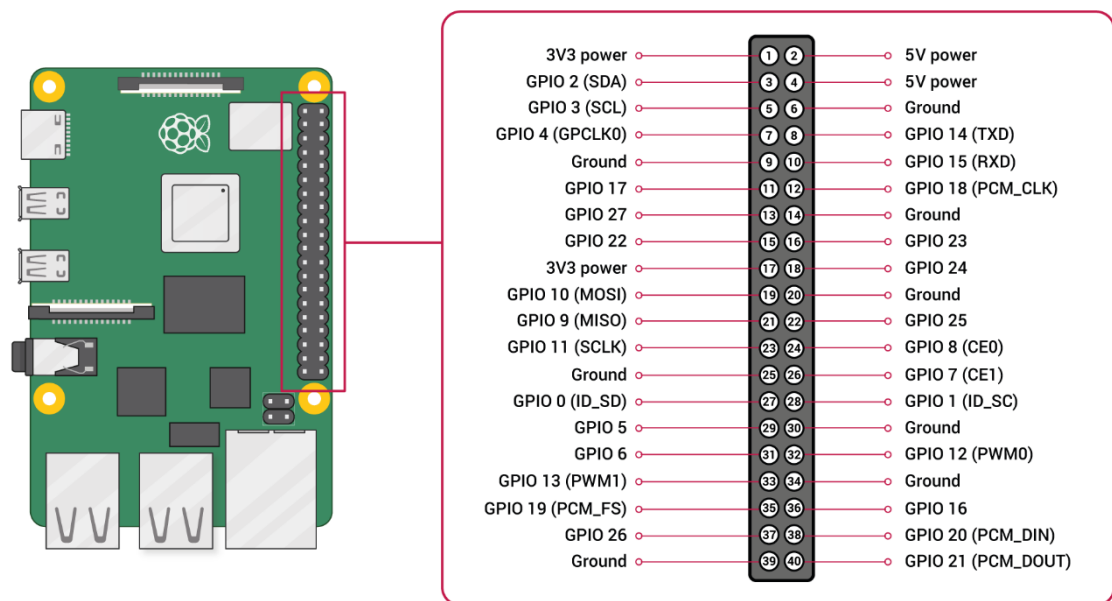 3V3 power 1 2 5V power
GPIO 2 (SDA) 3 4 5V power
GPIO 3 (SCL) 5 6 Ground
GPIO 4 (GPCLK0) 7 8 GPIO 14 (TXD)
Ground 9 10 GPIO 15 (RXD)
GPIO 17 11 12 GPIO 18 (PCM_CLK)
GPIO 27 13 14 Ground
GPIO 22 15 16 GPIO 23
3V3 power 17 18 GPIO 24
GPIO 10 (MOSI) 19 20 Ground
GPIO 9 (MISO) 21 22 GPIO 25
GPIO 11 (SCLK) 23 24 GPIO 8 (CE0)
Ground 25 26 GPIO 7 (CE1)
GPIO 0 (ID_SD) 27 28 GPIO 1 (ID_SC)
GPIO 5 29 30 Ground
GPIO 6 31 32 GPIO 12 (PWM0)
GPIO 13 (PWM1) 33 34 Ground
GPIO 19 (PCM_FS) 35 36 GPIO 16
GPIO 26 37 38 GPIO 20 (PCM_DIN)
Ground 39 40 GPIO 21 (PCM_DOUT)